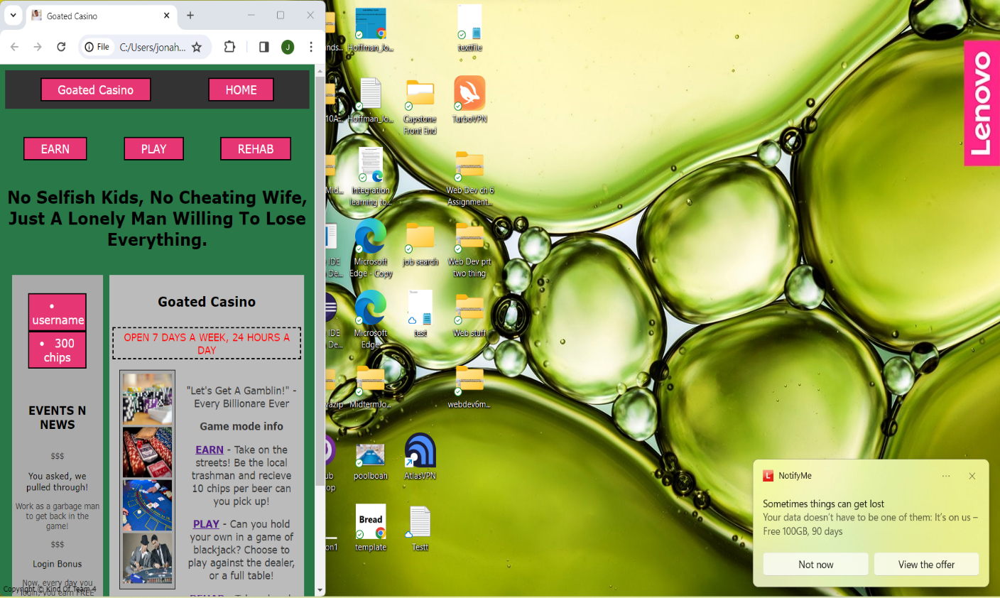 Goated Casino
File
C:/Users/jonah...
J
Goated Casino
HOME
EARN
PLAY
REHAB
No Selfish Kids, No Cheating Wife,
Just A Lonely Man Willing To Lose
Everything.
• username
• 300 chips
EVENTS N
NEWS
$$$
You asked, we
pulled through!
Work as a garbage man
to get back in the
game!
$$$
Login Bonus
Now, every day you
login, you earn FREE
Copyright © Kind Of Team 4
Goated Casino
OPEN 7 DAYS A WEEK, 24 HOURS A
DAY
"Let's Get A Gamblin!" -
Every Billionare Ever
Game mode info
EARN - Take on the
streets! Be the local
trashman and recieve
10 chips per beer can
you pick up!
PLAY - Can you hold
your own in a game of
blackjack? Choose to
play against the dealer,
or a full table!
nds...
Hoffman_Jo...
textfile
10A...
Hoffman_Jo...
Capstone
Front End
TurboVPN
Mid...
Integration
learning to...
Web Dev ch 6
Assignment...
IDE
De...
Microsoft
Edge - Copy
job search
Web Dev prt
two thing
IDE
De...
Microsoft
Edge
test
Web stuff
vazip
MidtermJo...
webdev6m...
ub
top
poolboah
AtlasVPN
Bread
on1
template
Testt
Lenovo
L
NotifyMe
Sometimes things can get lost
Your data doesn't have to be one of them: It's on us –
Free 100GB, 90 days
Not now
View the offer